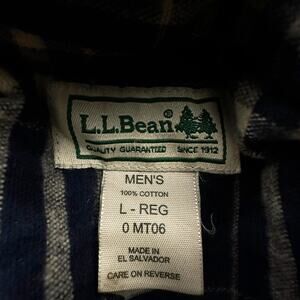 L.L.Bean®
QUALITY GUARANTEED SINCE 1912
MEN'S
100% COTTON
L - REG
0 MT06
MADE IN
EL SALVADOR
CARE ON REVERSE